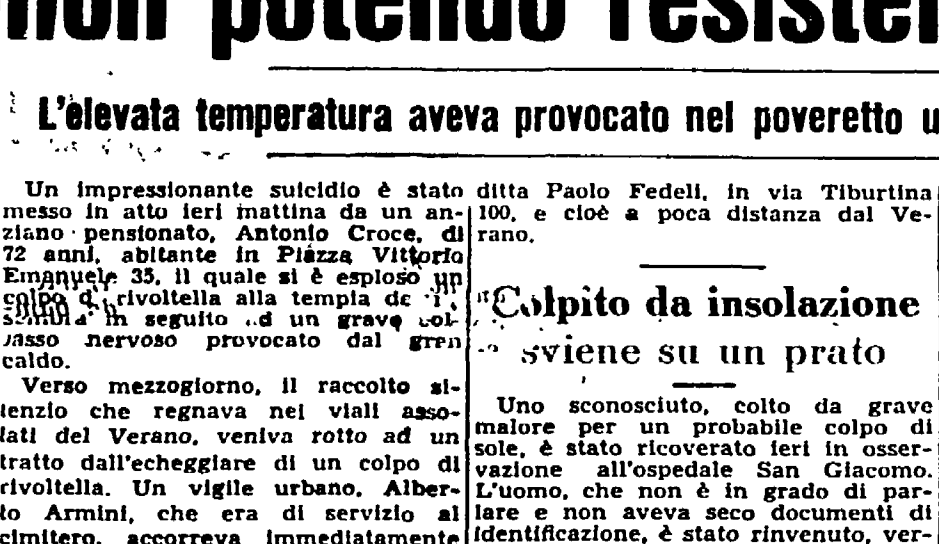 non potendo
L'elevata temperatura aveva provocato nel poveretto
Un impressionante suicidio è stato
messo in atto ieri mattina da un an-
ziano pensionato, Antonio Croce, di
72 anni, abitante in Piazza Vittorio
Emanuele 35, il quale si è esploso un
colpo di rivoltella alla tempia
in seguito ad un grave col-
lasso nervoso provocato dal gren
caldo.
Verso mezzogiorno, il raccolto si-
lenzio che regnava nei viali asso-
lati del Verano, veniva rotto ad un
tratto dall'echeggiare di un colpo di
rivoltella. Un vigile urbano, Alber-
to Armini, che era di servizio al
cimitero, accorreva immediatamente
ditta Paolo Fedeli, in via Tiburtina
100, e cioè a poca distanza dal Ve-
rano.
Colpito da insolazione
sviene su un prato
Uno sconosciuto, colto da grave
malore per un probabile colpo di
sole, è stato ricoverato ieri in osser-
vazione all'ospedale San Giacomo.
L'uomo, che non è in grado di par-
lare e non aveva seco documenti di
identificazione, è stato rinvenuto, ver-